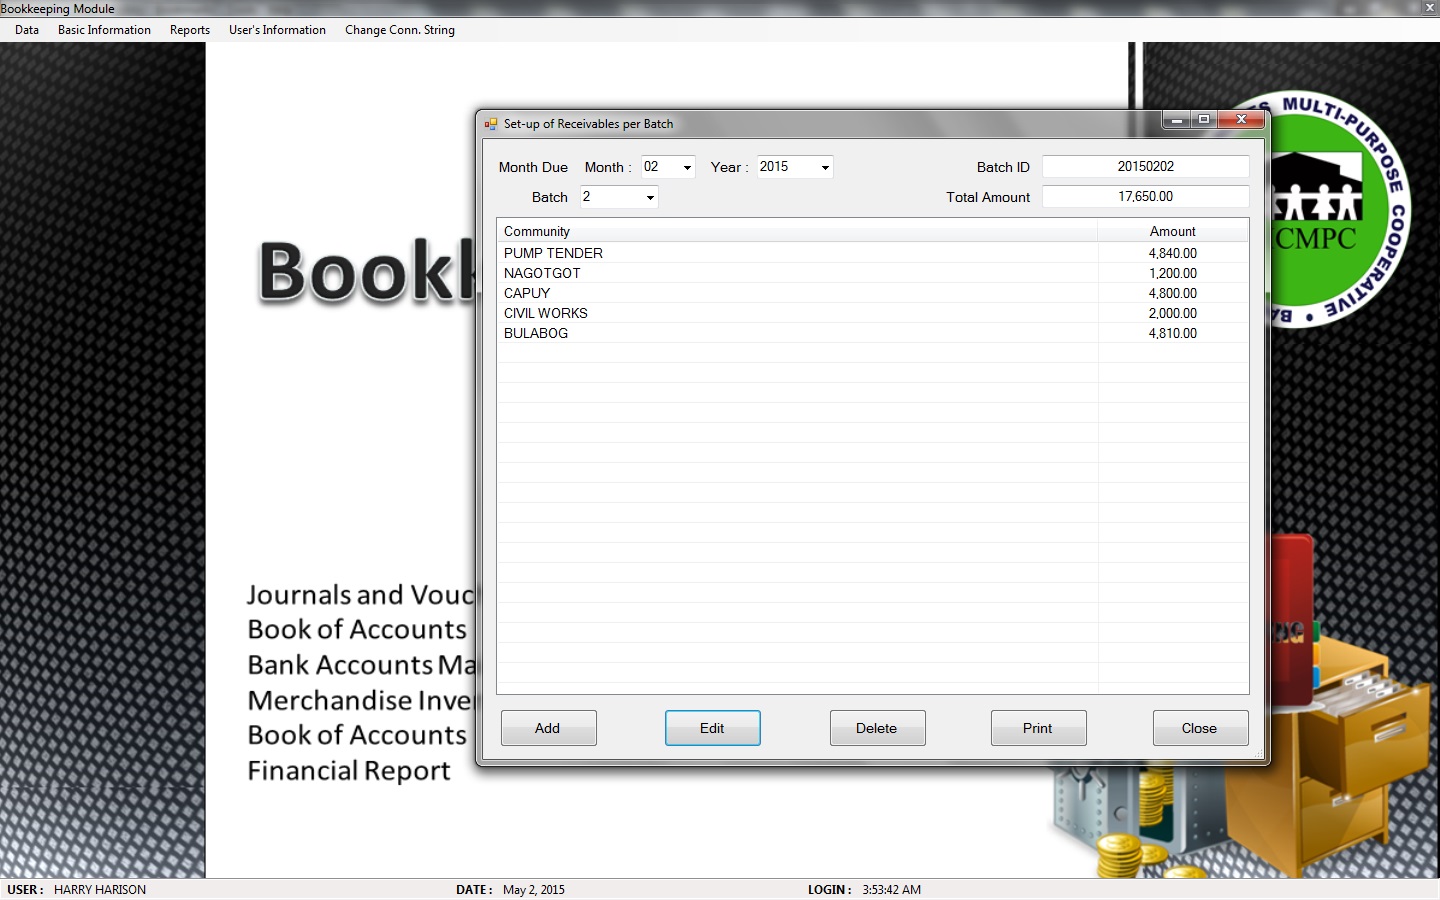 Bookkeeping Module
Data Basic Information Reports User's Information Change Conn. String
Set-up of Receivables per Batch
Month Due Month : 02 Year : 2015 Batch ID 20150202
Batch 2 Total Amount 17,650.00
Community Amount
PUMP TENDER 4,840.00
NAGOTGOT 1,200.00
CAPUY 4,800.00
CIVIL WORKS 2,000.00
BULABOG 4,810.00
Add Edit Delete Print Close
MULTI-PURPOSE COOPERATIVE
CMPC
Journals and
Book of Accounts
Bank Accounts
Merchandise
Book of Accounts
Financial Report
USER : HARRY HARISON DATE : May 2, 2015 LOGIN : 3:53:42 AM